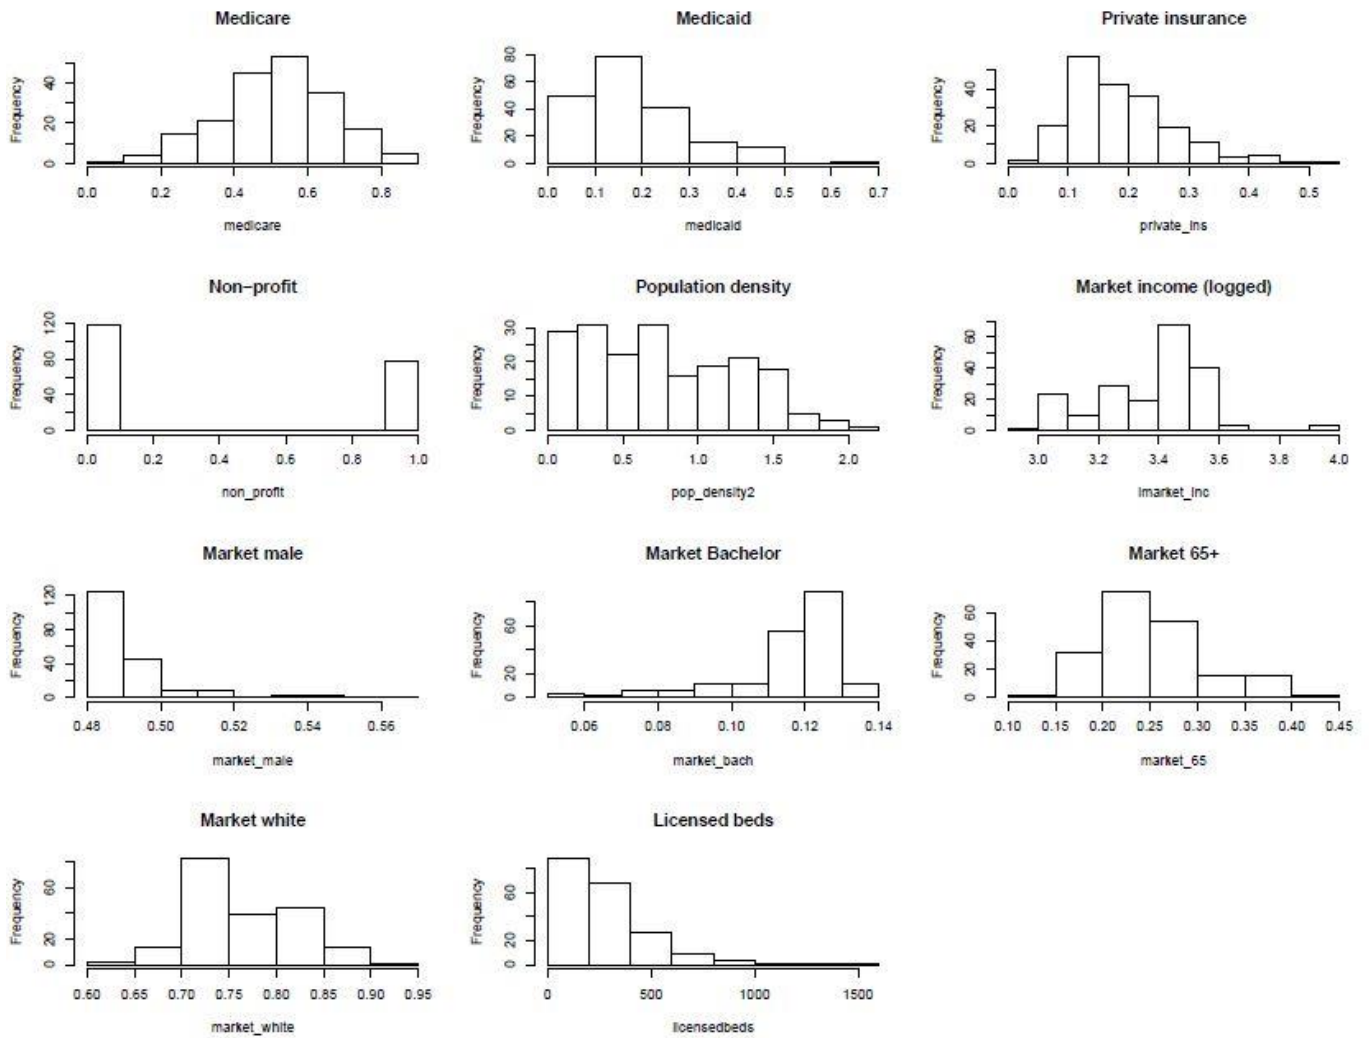 Medicare
Frequency
0 20 40
0.0 0.2 0.4 0.6 0.8
medicare
Medicaid
Frequency
0 20 40 60 80
0.0 0.1 0.2 0.3 0.4 0.5 0.6 0.7
medicaid
Private insurance
Frequency
0 20 40
0.0 0.1 0.2 0.3 0.4 0.5
private_ins
Non-profit
Frequency
0 40 80 120
0.0 0.2 0.4 0.6 0.8 1.0
non_profit
Population density
Frequency
0 10 20 30
0.0 0.5 1.0 1.5 2.0
pop_density2
Market income (logged)
Frequency
0 20 40 60
3.0 3.2 3.4 3.6 3.8 4.0
lmarket_inc
Market male
Frequency
0 40 80 120
0.48 0.50 0.52 0.54 0.56
market_male
Market Bachelor
Frequency
0 20 60
0.06 0.08 0.10 0.12 0.14
market_bach
Market 65+
Frequency
0 20 40 60
0.10 0.15 0.20 0.25 0.30 0.35 0.40 0.45
market_65
Market white
Frequency
0 20 60
0.60 0.65 0.70 0.75 0.80 0.85 0.90 0.95
market_white
Licensed beds
Frequency
0 20 60
0 500 1000 1500
licensedbeds